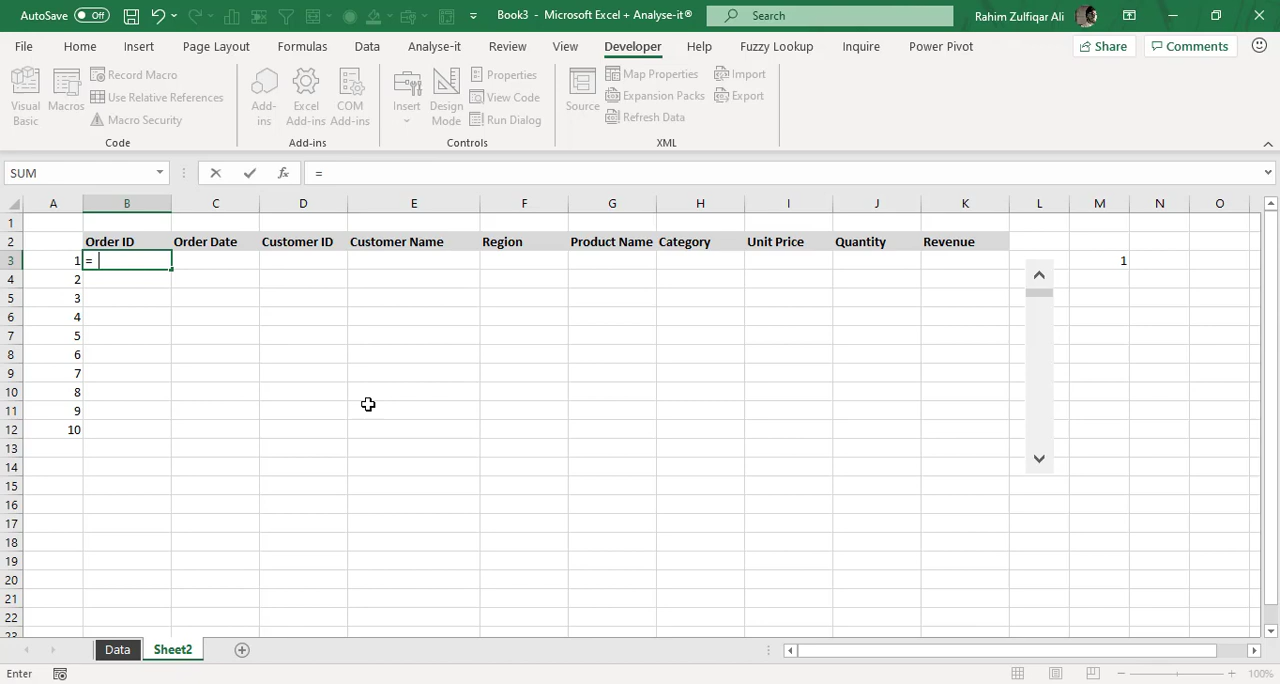 AutoSave Off Book3 - Microsoft Excel + Analyse-it® Search Rahim Zulfiqar Ali
File Home Insert Page Layout Formulas Data Analyse-it Review View Developer Help Fuzzy Lookup Inquire Power Pivot Share Comments
Visual Basic
Macros
Record Macro
Use Relative References
Macro Security
Code
Add-ins
Excel Add-ins
COM Add-ins
Add-ins
Insert
Design Mode
Properties
View Code
Run Dialog
Controls
Source
Map Properties
Expansion Packs
Refresh Data
Import
Export
XML
SUM fx =
A B C D E F G H I J K L M N O
1
2 Order ID Order Date Customer ID Customer Name Region Product Name Category Unit Price Quantity Revenue
3 1 = 1
4 2
5 3
6 4
7 5
8 6
9 7
10 8
11 9
12 10
13
14
15
16
17
18
19
20
21
22
23
Data Sheet2
Enter 100%